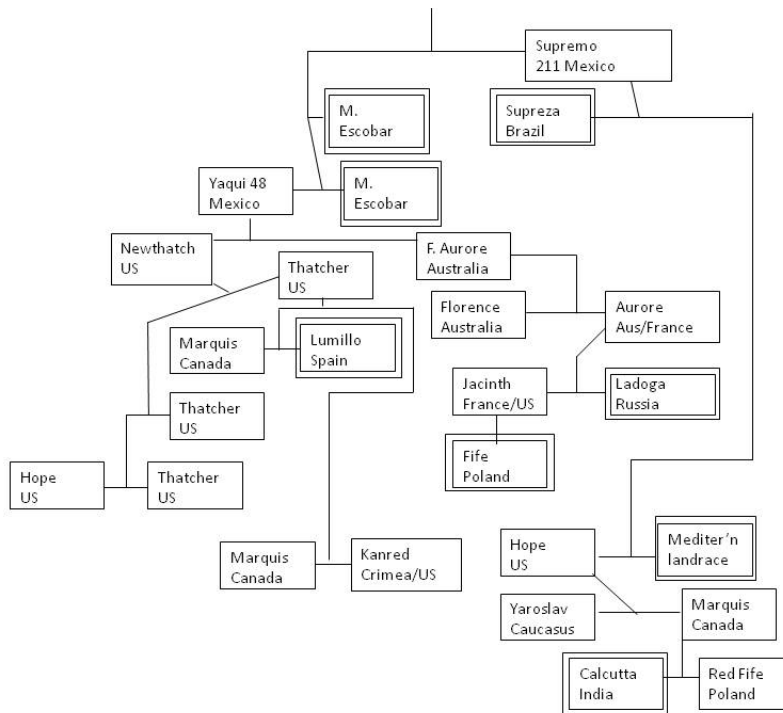 Supremo
211 Mexico
M.
Escobar
Supreza
Brazil
Yaqui 48
Mexico
M.
Escobar
Newthatch
US
F. Aurore
Australia
Thatcher
US
Florence
Australia
Aurore
Aus/France
Marquis
Canada
Lumillo
Spain
Jacinth
France/US
Ladoga
Russia
Thatcher
US
Fife
Poland
Hope
US
Thatcher
US
Marquis
Canada
Kanred
Crimea/US
Hope
US
Mediter'n
landrace
Yaroslav
Caucasus
Marquis
Canada
Calcutta
India
Red Fife
Poland